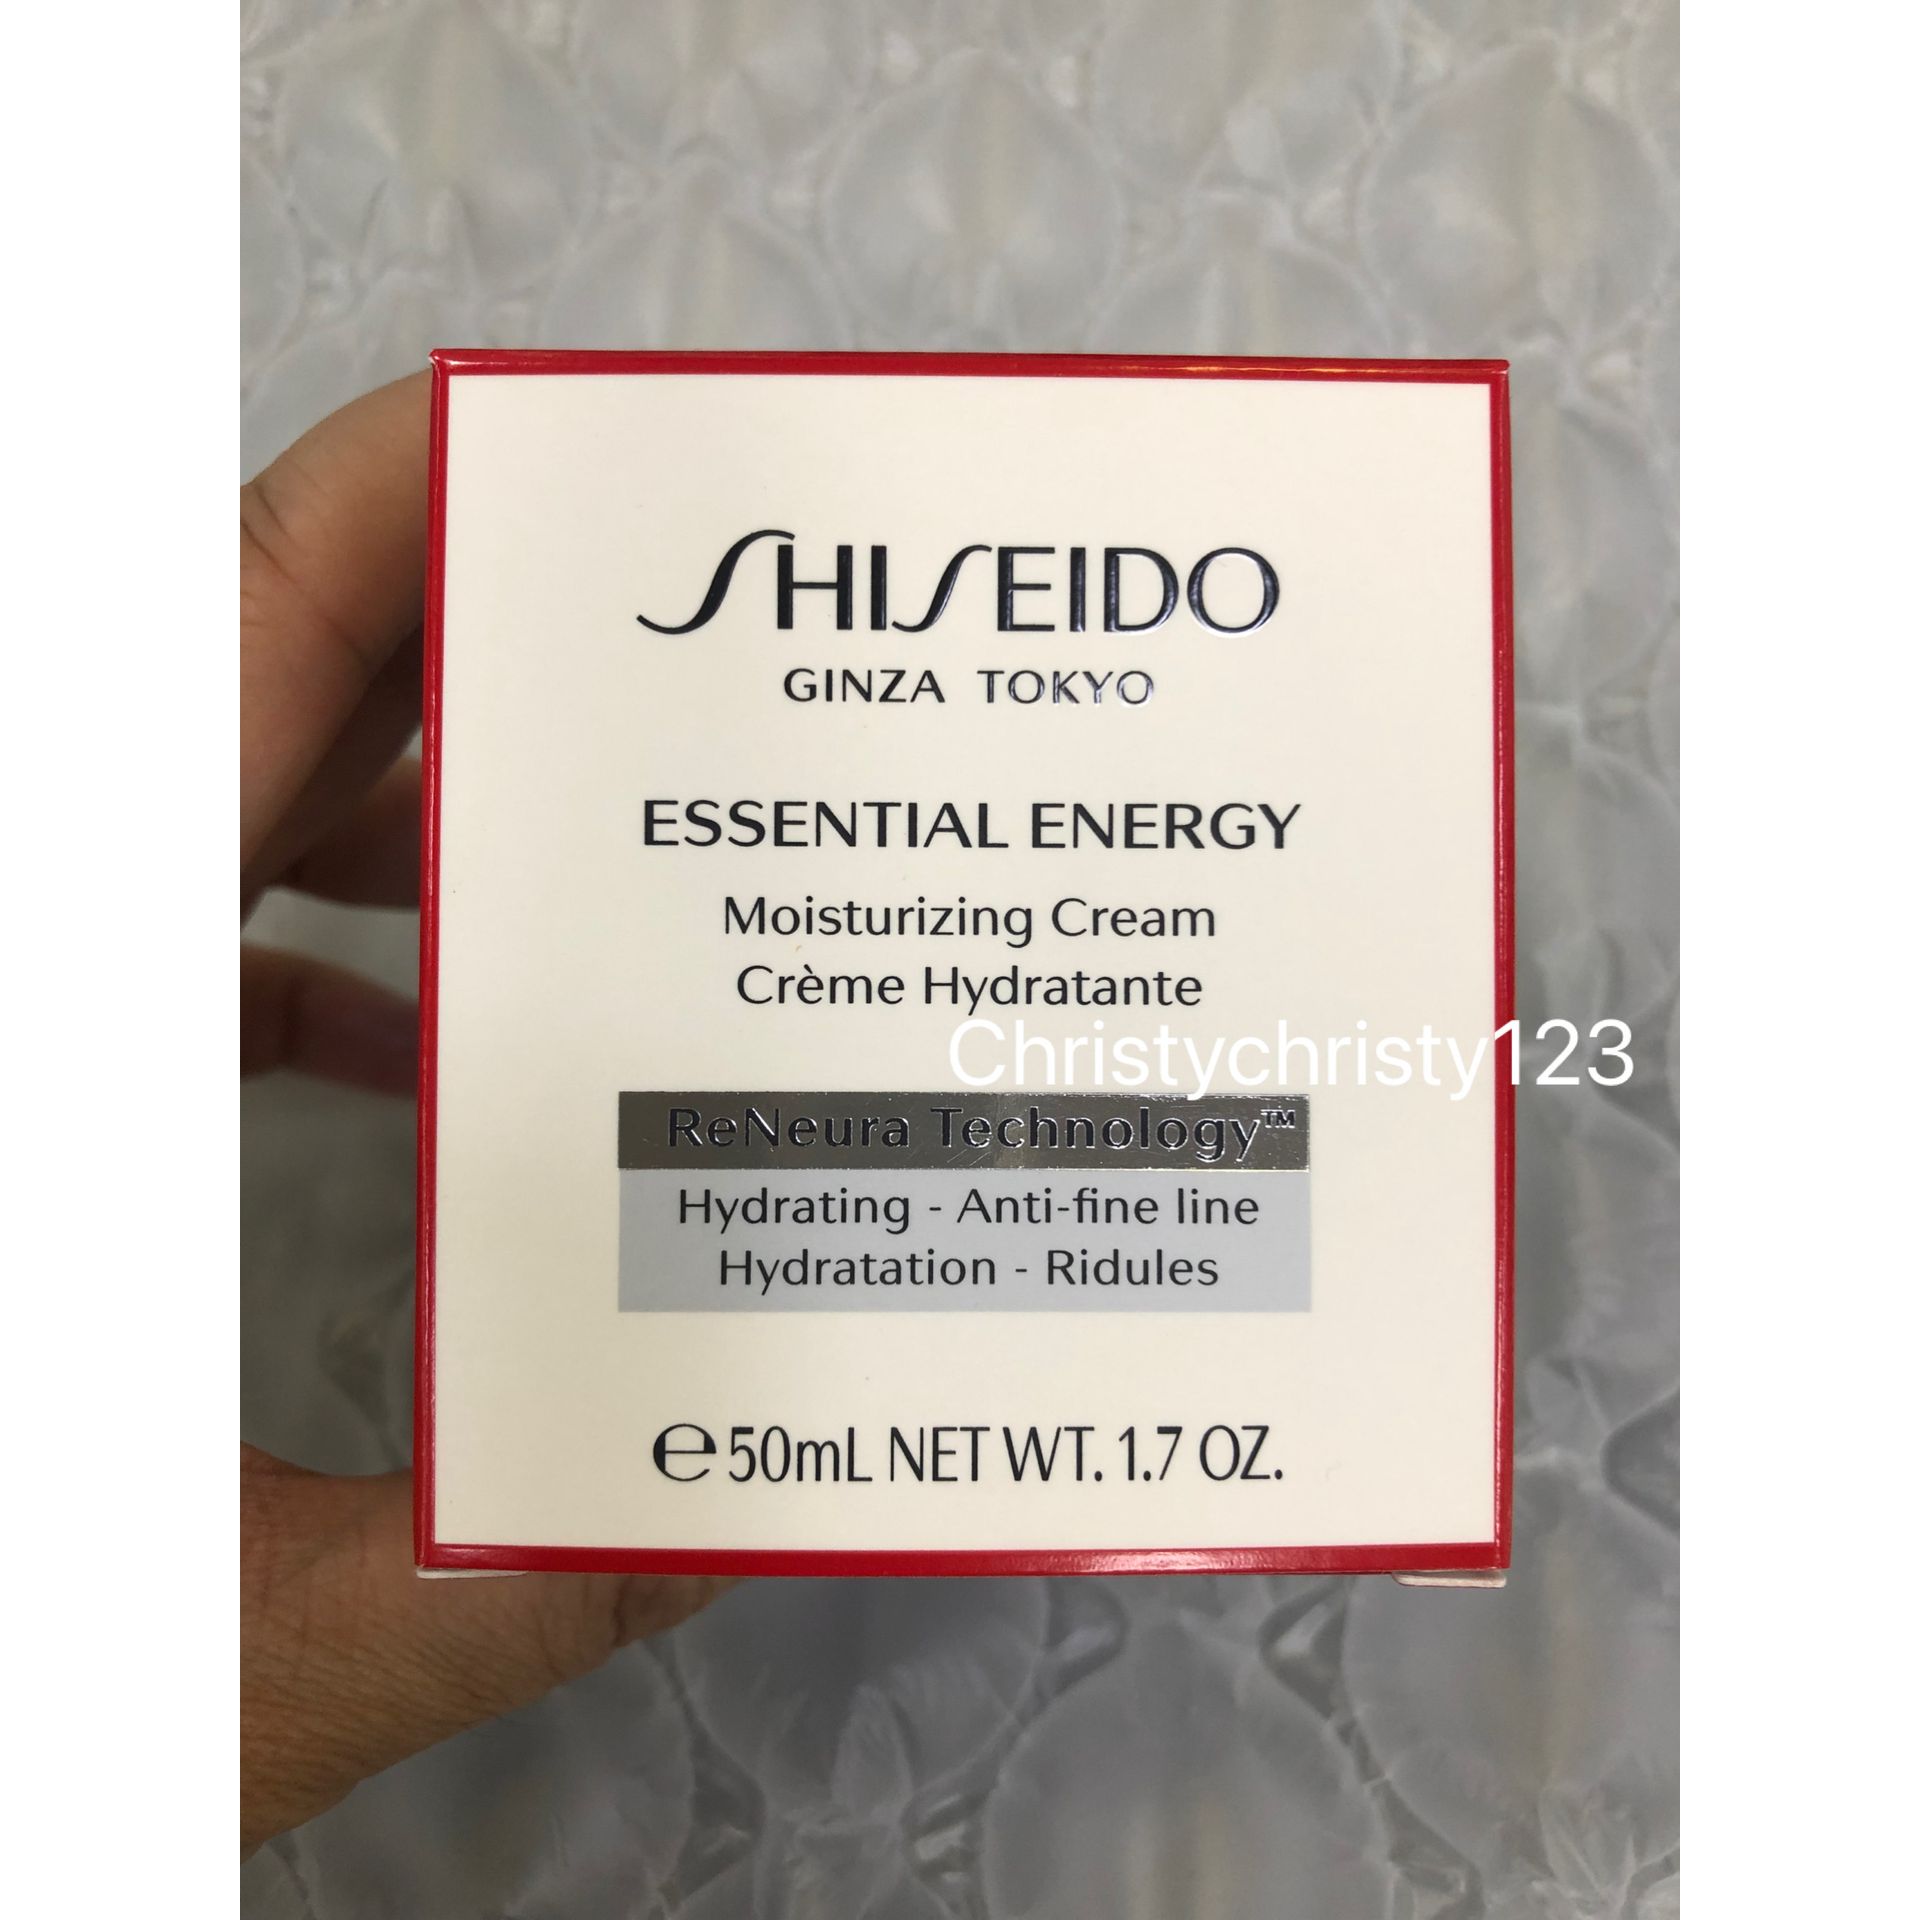 SHISEIDO
GINZA TOKYO
ESSENTIAL ENERGY
Moisturizing Cream
Crème Hydratante
Christychristy123
ReNeura Technology™
Hydrating - Anti-fine line
Hydratation - Ridules
℮50mL NET WT. 1.7 OZ.